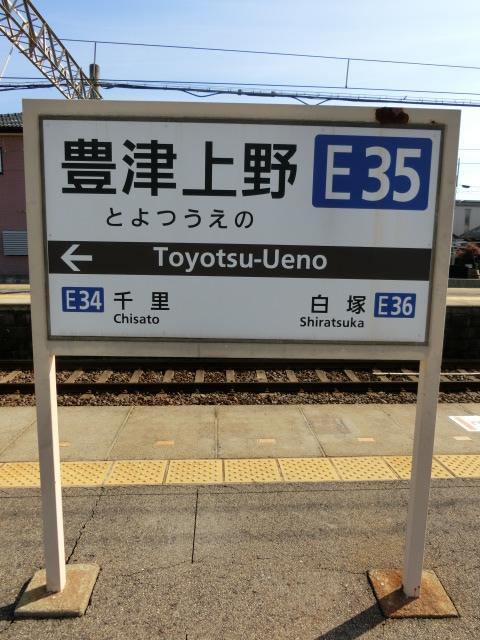 豊津上野 E35
とよつうえの
← Toyotsu-Ueno
E34 千里 白塚 E36
Chisato Shiratsuka